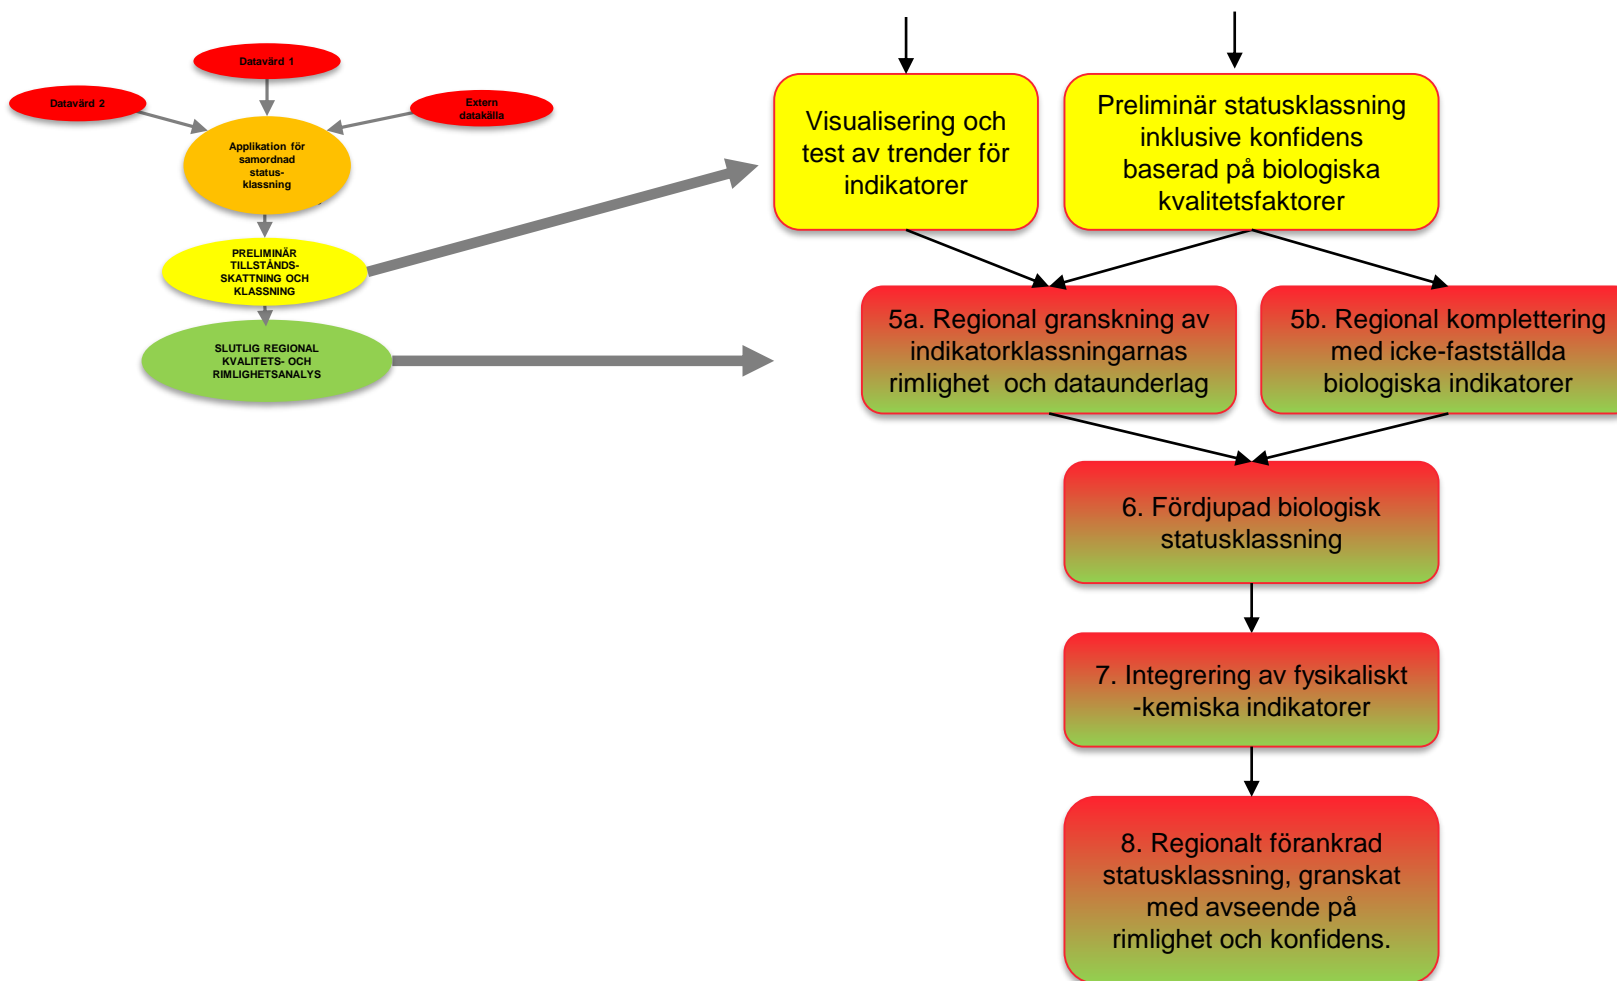 Datavärd 1
Datavärd 2
Extern
datakälla
Applikation för
samordnad
status-
klassning
PRELIMINÄR
TILLSTÅNDS-
SKATTNING OCH
KLASSNING
SLUTLIG REGIONAL
KVALITETS- OCH
RIMLIGHETSANALYS
Visualisering och
test av trender för
indikatorer
Preliminär statusklassning
inklusive konfidens
baserad på biologiska
kvalitetsfaktorer
5a. Regional granskning av
indikatorklassningarnas
rimlighet och dataunderlag
5b. Regional komplettering
med icke-fastställda
biologiska indikatorer
6. Fördjupad biologisk
statusklassning
7. Integrering av fysikaliskt
-kemiska indikatorer
8. Regionalt förankrad
statusklassning, granskat
med avseende på
rimlighet och konfidens.